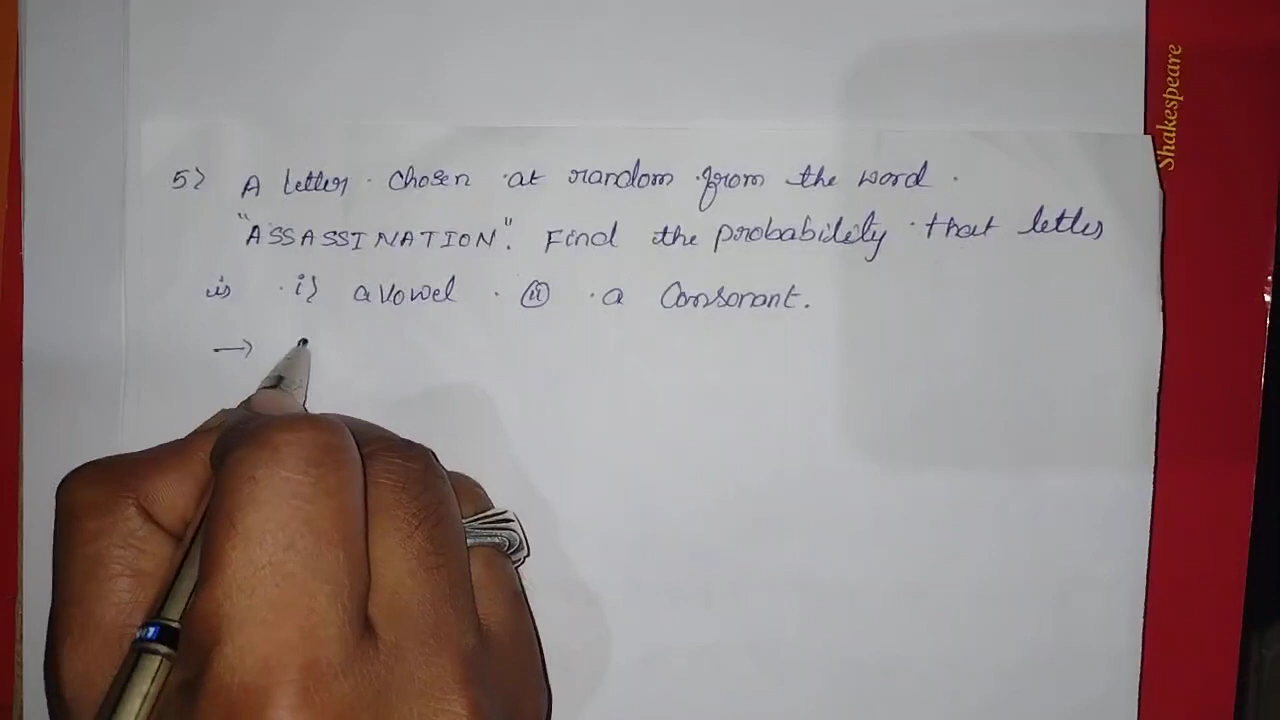 5) A letter chosen at random from the word.
"ASSASSINATION". Find the probability that letter
is i) a vowel. (ii) a consonant.
→
Shakespeare